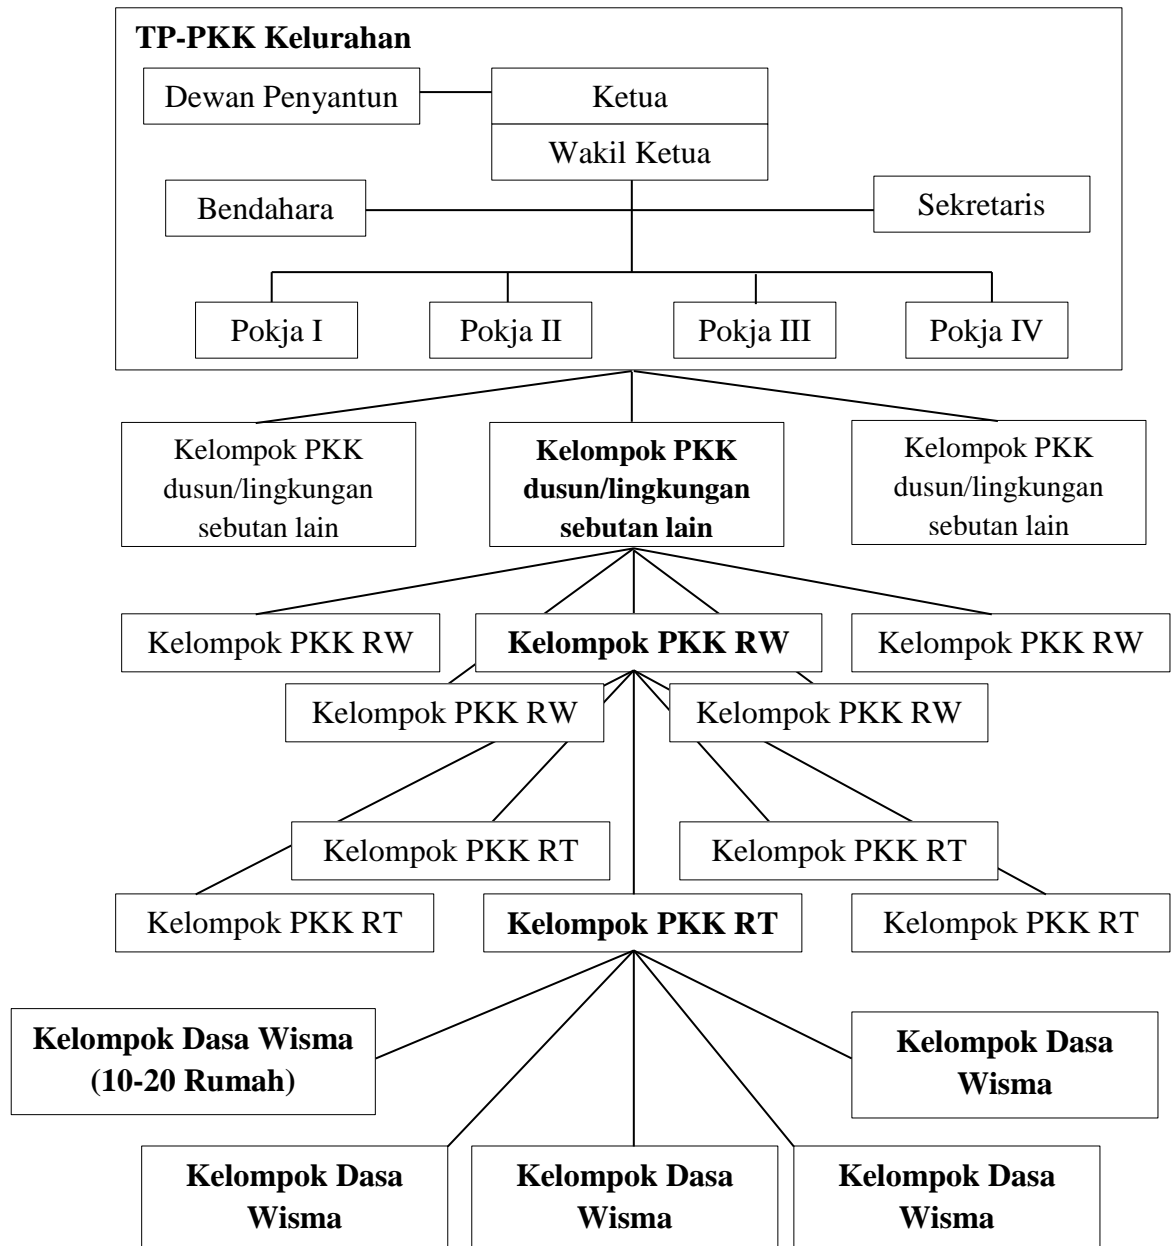 TP-PKK Kelurahan
Dewan Penyantun
Ketua
Wakil Ketua
Bendahara
Sekretaris
Pokja I
Pokja II
Pokja III
Pokja IV
Kelompok PKK
dusun/lingkungan
sebutan lain
Kelompok PKK
dusun/lingkungan
sebutan lain
Kelompok PKK
dusun/lingkungan
sebutan lain
Kelompok PKK RW
Kelompok PKK RW
Kelompok PKK RW
Kelompok PKK RW
Kelompok PKK RW
Kelompok PKK RT
Kelompok PKK RT
Kelompok PKK RT
Kelompok PKK RT
Kelompok PKK RT
Kelompok Dasa Wisma
(10-20 Rumah)
Kelompok Dasa
Wisma
Kelompok Dasa
Wisma
Kelompok Dasa
Wisma
Kelompok Dasa
Wisma